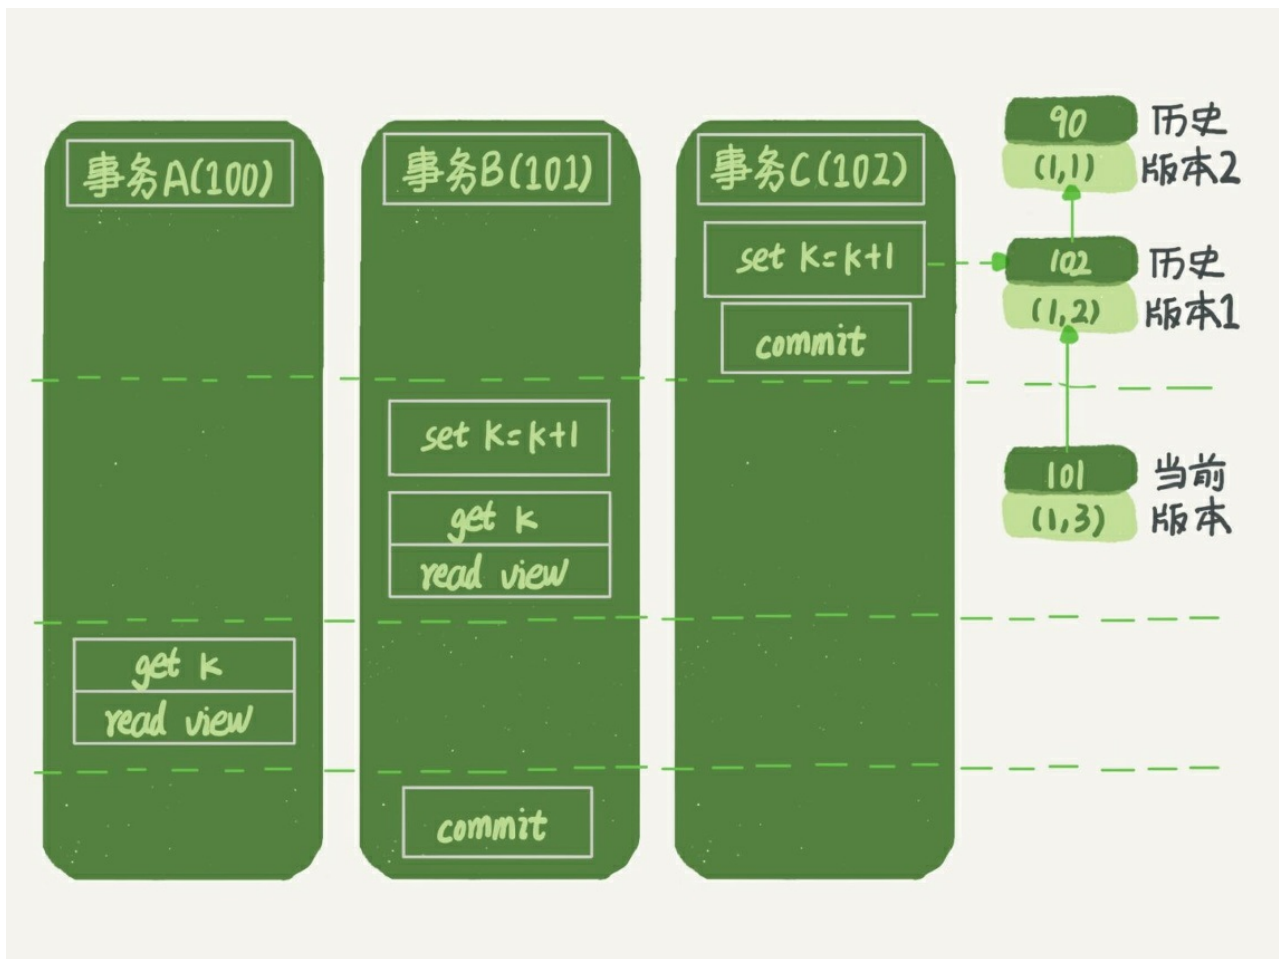 事务A(100)
get k
read view
事务B(101)
set k=k+1
get k
read view
commit
事务C(102)
set k=k+1
commit
90
(1,1)
历史
版本2
102
(1,2)
历史
版本1
101
(1,3)
当前
版本